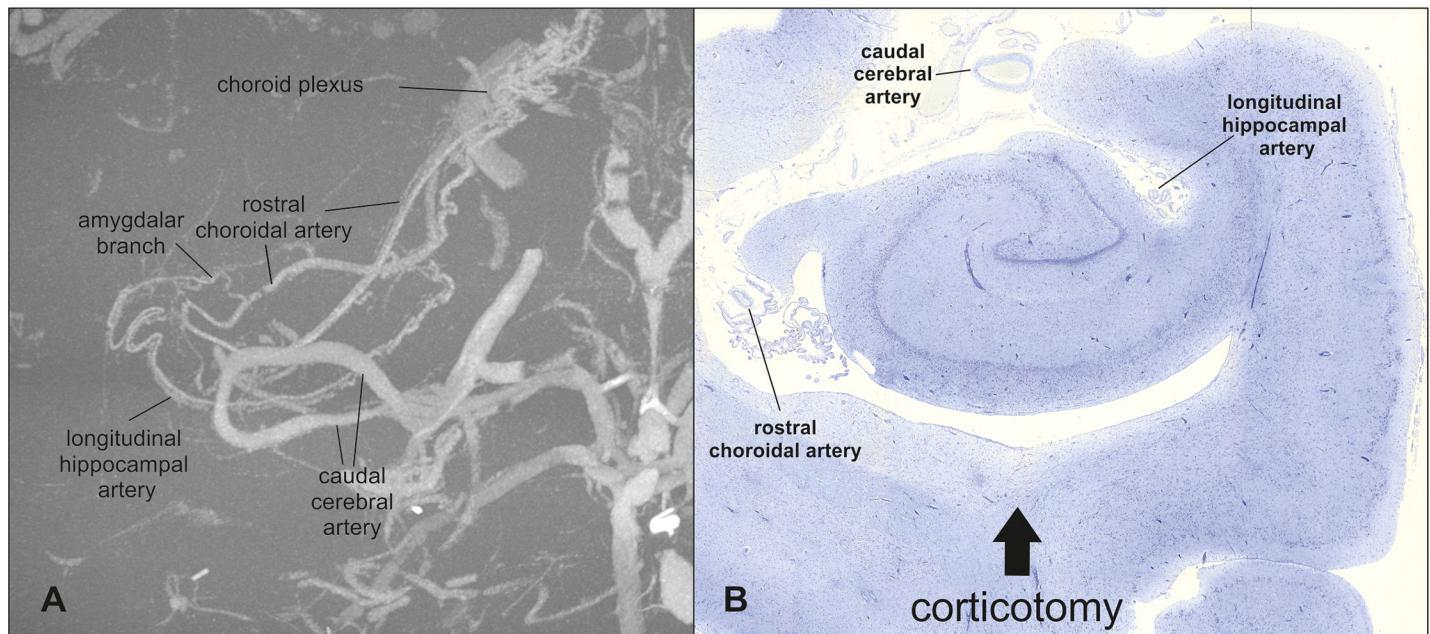 choroid plexus
rostral
choroidal artery
amygdalar
branch
longitudinal
hippocampal
artery
caudal
cerebral
artery
A
caudal
cerebral
artery
longitudinal
hippocampal
artery
rostral
choroidal artery
corticotomy
B